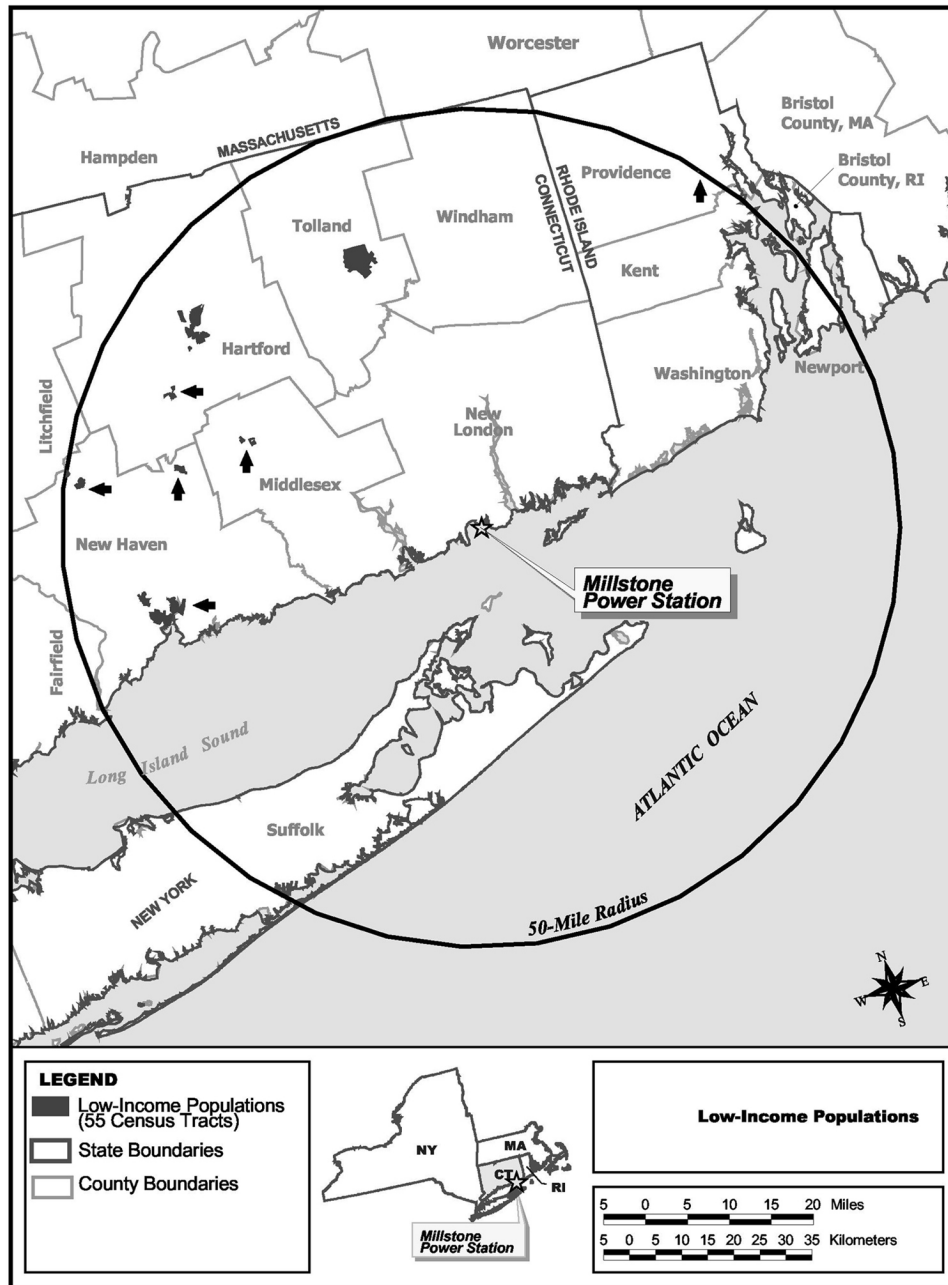 Worcester
Bristol
County, MA
MASSACHUSETTS
Hampden
Bristol
County, RI
Providence
RHODE ISLAND
CONNECTICUT
Tolland
Windham
Kent
Hartford
Washington
Newport
Litchfield
New
London
Middlesex
New Haven
Millstone
Power Station
Fairfield
Long Island Sound
ATLANTIC OCEAN
Suffolk
NEW YORK
50-Mile Radius
N
W
E
S
LEGEND
Low-Income Populations
(55 Census Tracts)
State Boundaries
County Boundaries
NY
MA
CT
RI
Millstone
Power Station
Low-Income Populations
5 0 5 10 15 20 Miles
5 0 5 10 15 20 25 30 35 Kilometers